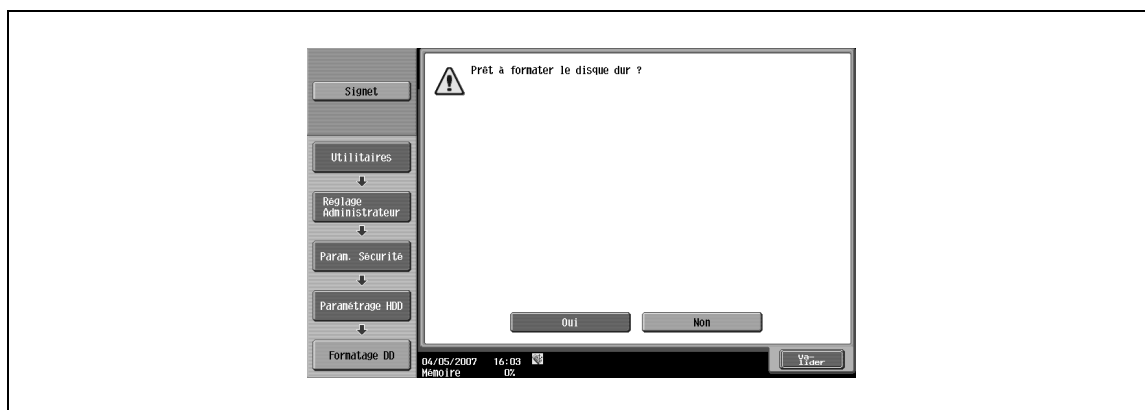 Signet
Utilitaires
Réglage
Administrateur
Param. Sécurité
Paramétrage HDD
Formatage DD
Prêt à formater le disque dur ?
Oui
Non
04/05/2007 16:03
Mémoire 0%
Va-
lider